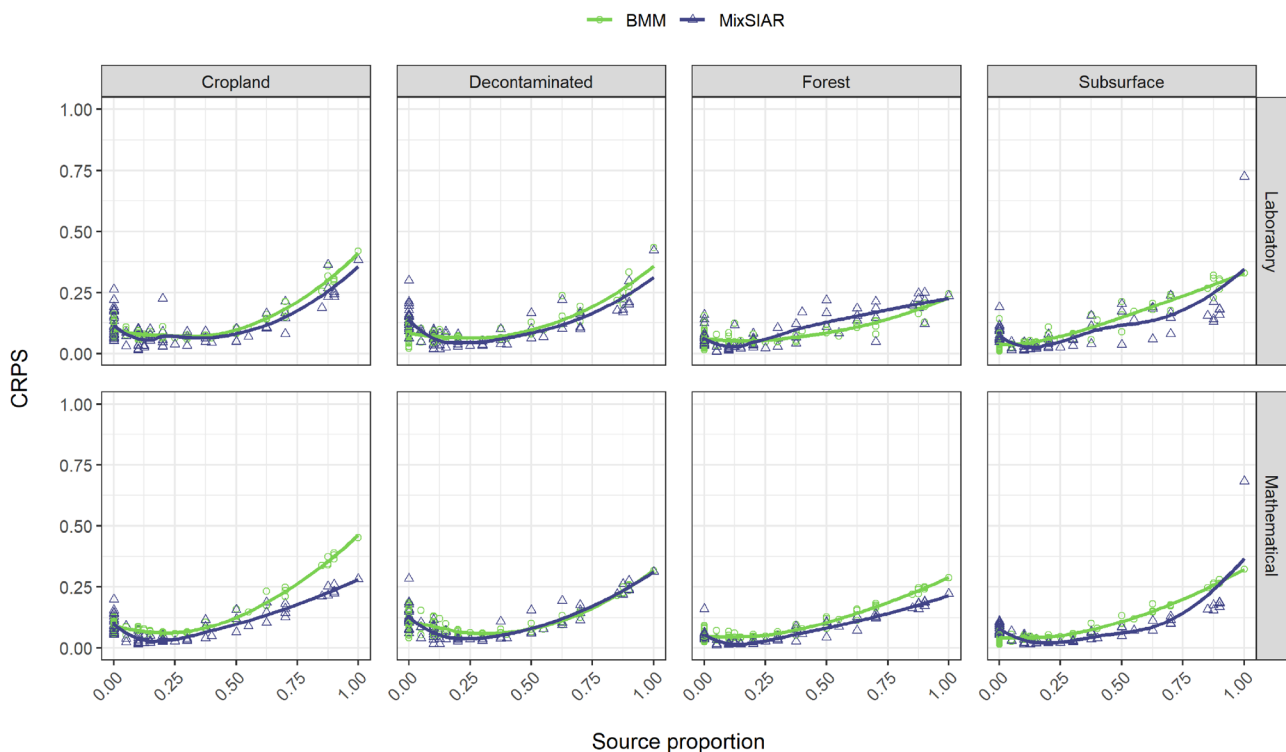 BMM MixSIAR
Cropland Decontaminated Forest Subsurface
1.00
0.75
0.50
0.25
0.00
Laboratory
CRPS
1.00
0.75
0.50
0.25
0.00
Mathematical
0.00 0.25 0.50 0.75 1.00 0.00 0.25 0.50 0.75 1.00 0.00 0.25 0.50 0.75 1.00 0.00 0.25 0.50 0.75 1.00
Source proportion